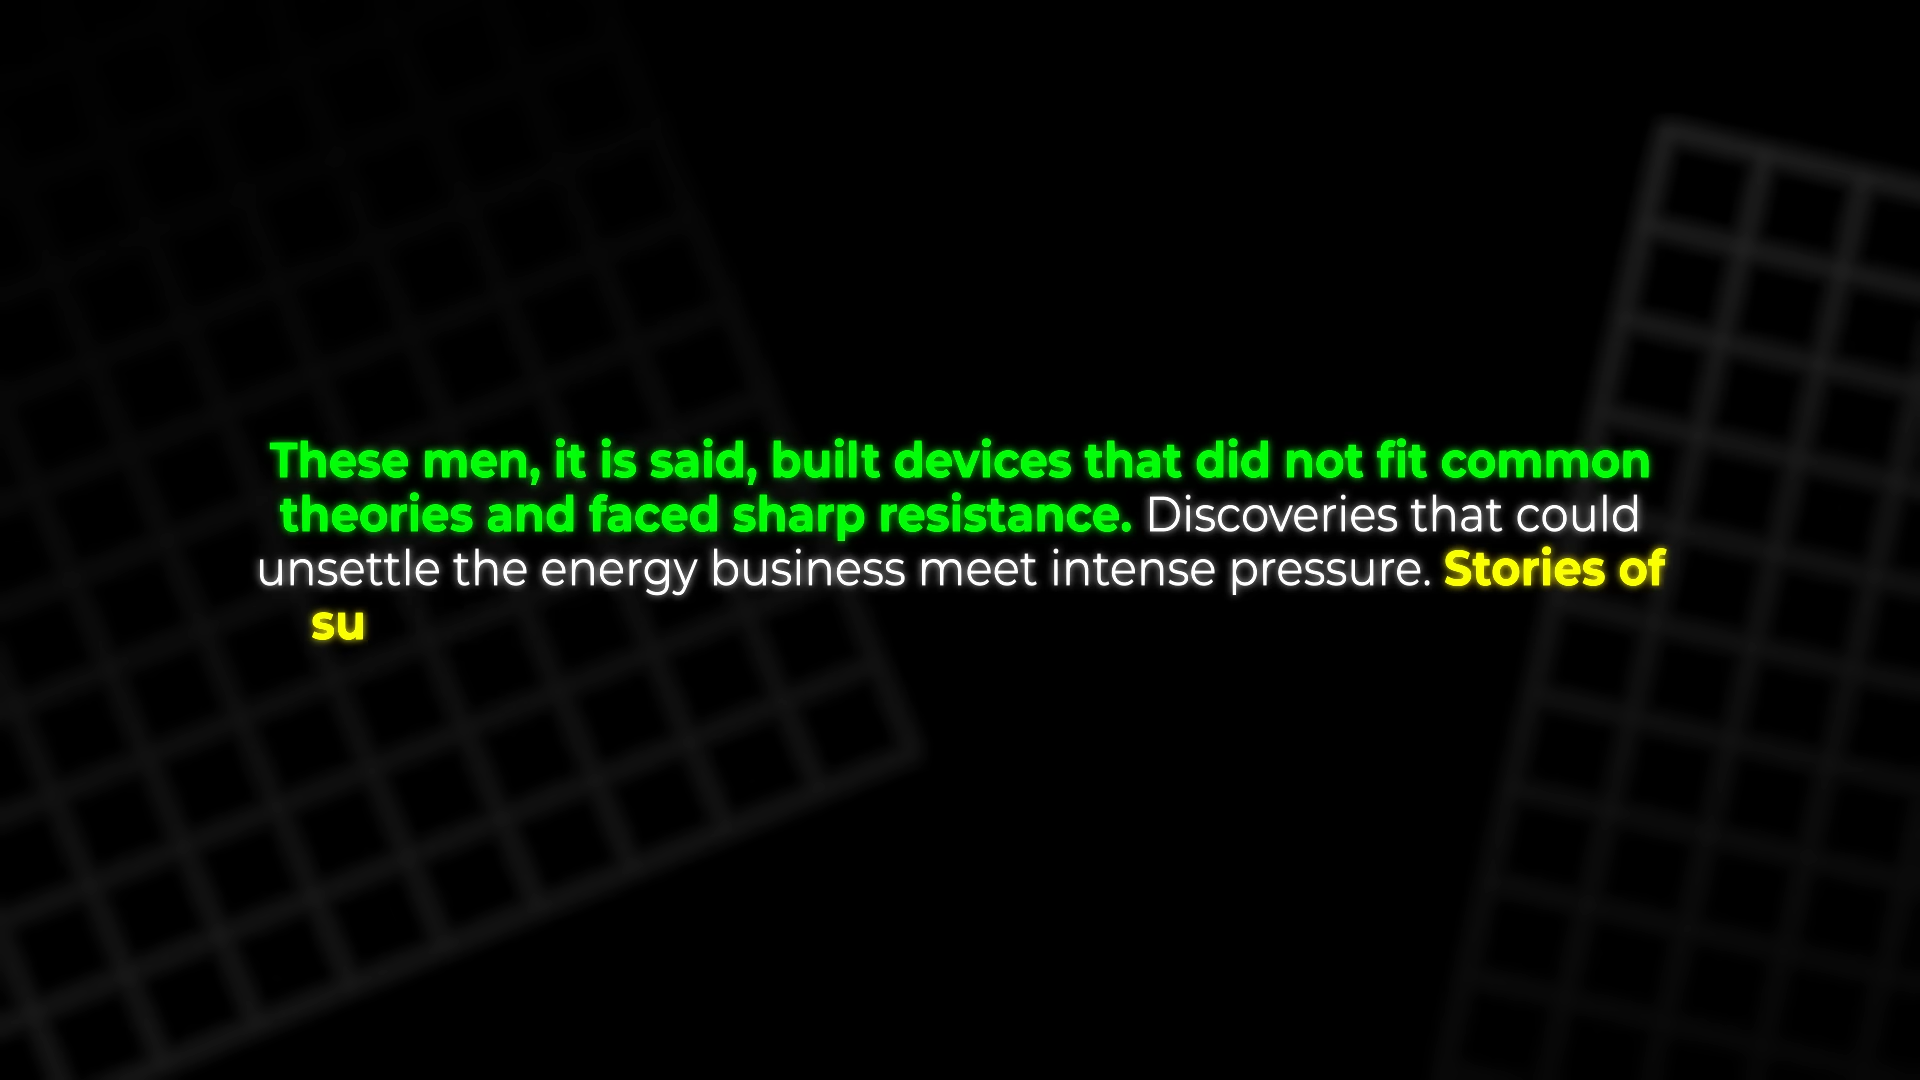 These men, it is said, built devices that did not fit common
theories and faced sharp resistance. Discoveries that could
unsettle the energy business meet intense pressure. Stories of
su